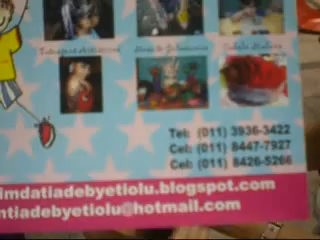 Tel: (011) 3936-3422
Cel: (011) 8447-7927
Cel: (011) 8426-5266
imdatiadebyetiolu.blogspot.com
ntiadebyetiolu@hotmail.com